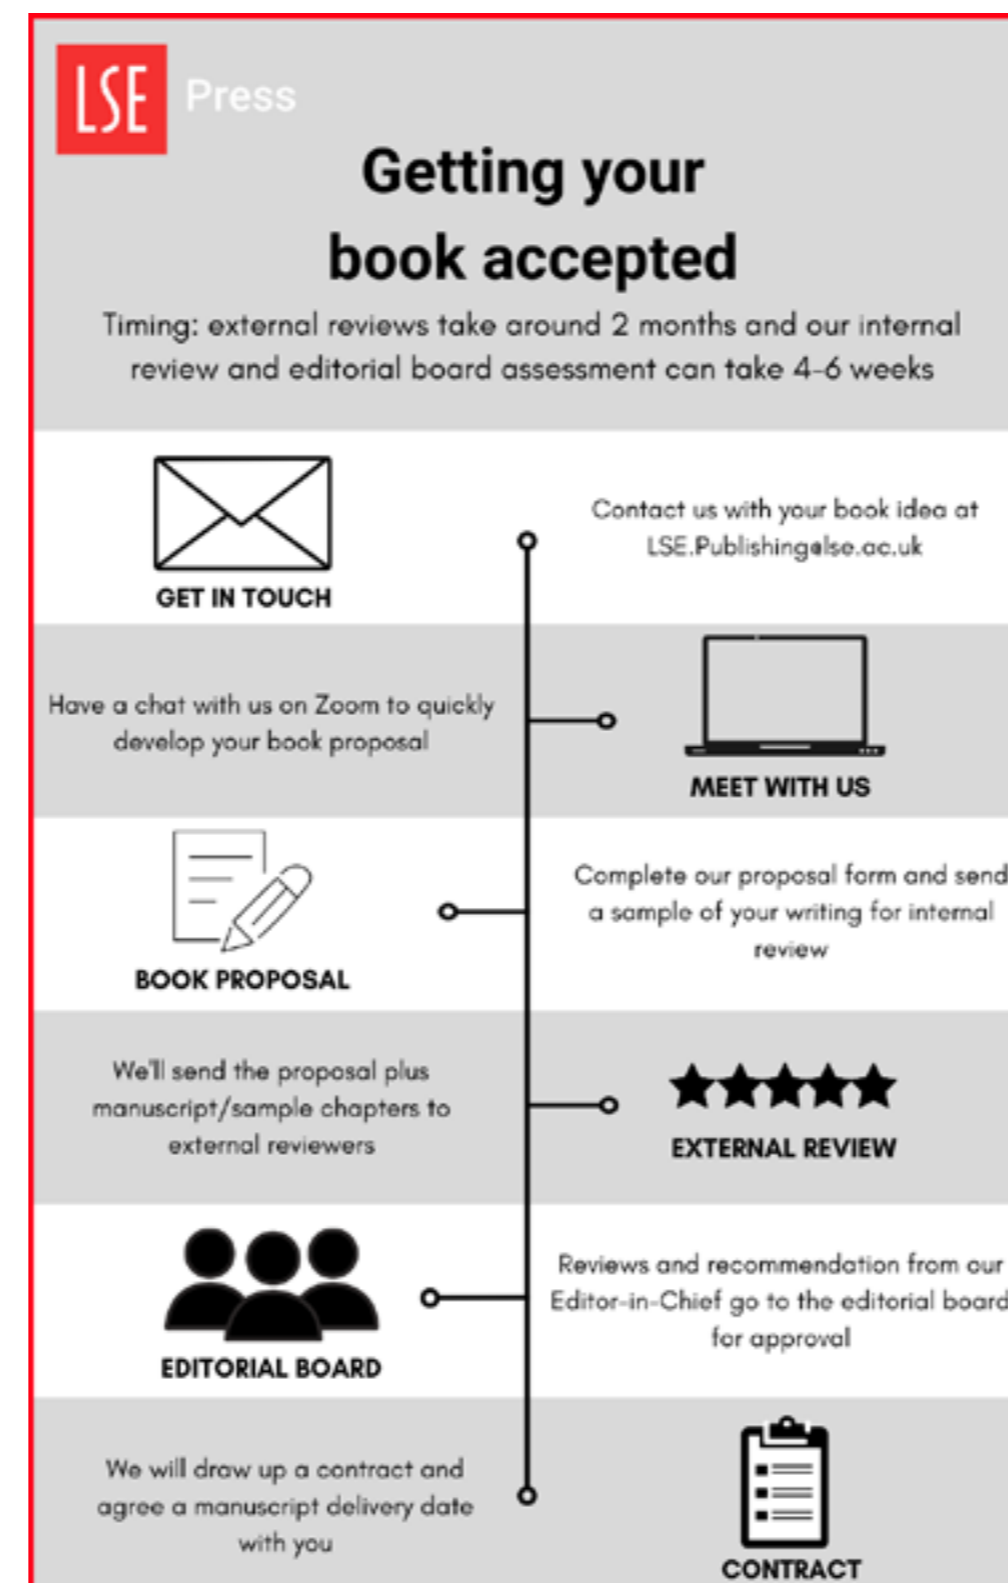 LSE Press
Getting your
book accepted
Timing: external reviews take around 2 months and our internal
review and editorial board assessment can take 4-6 weeks
GET IN TOUCH
Contact us with your book idea at
LSE.Publishing@lse.ac.uk
Have a chat with us on Zoom to quickly
develop your book proposal
MEET WITH US
BOOK PROPOSAL
Complete our proposal form and send
a sample of your writing for internal
review
We'll send the proposal plus
manuscript/sample chapters to
external reviewers
EXTERNAL REVIEW
EDITORIAL BOARD
Reviews and recommendation from our
Editor-in-Chief go to the editorial board
for approval
We will draw up a contract and
agree a manuscript delivery date
with you
CONTRACT